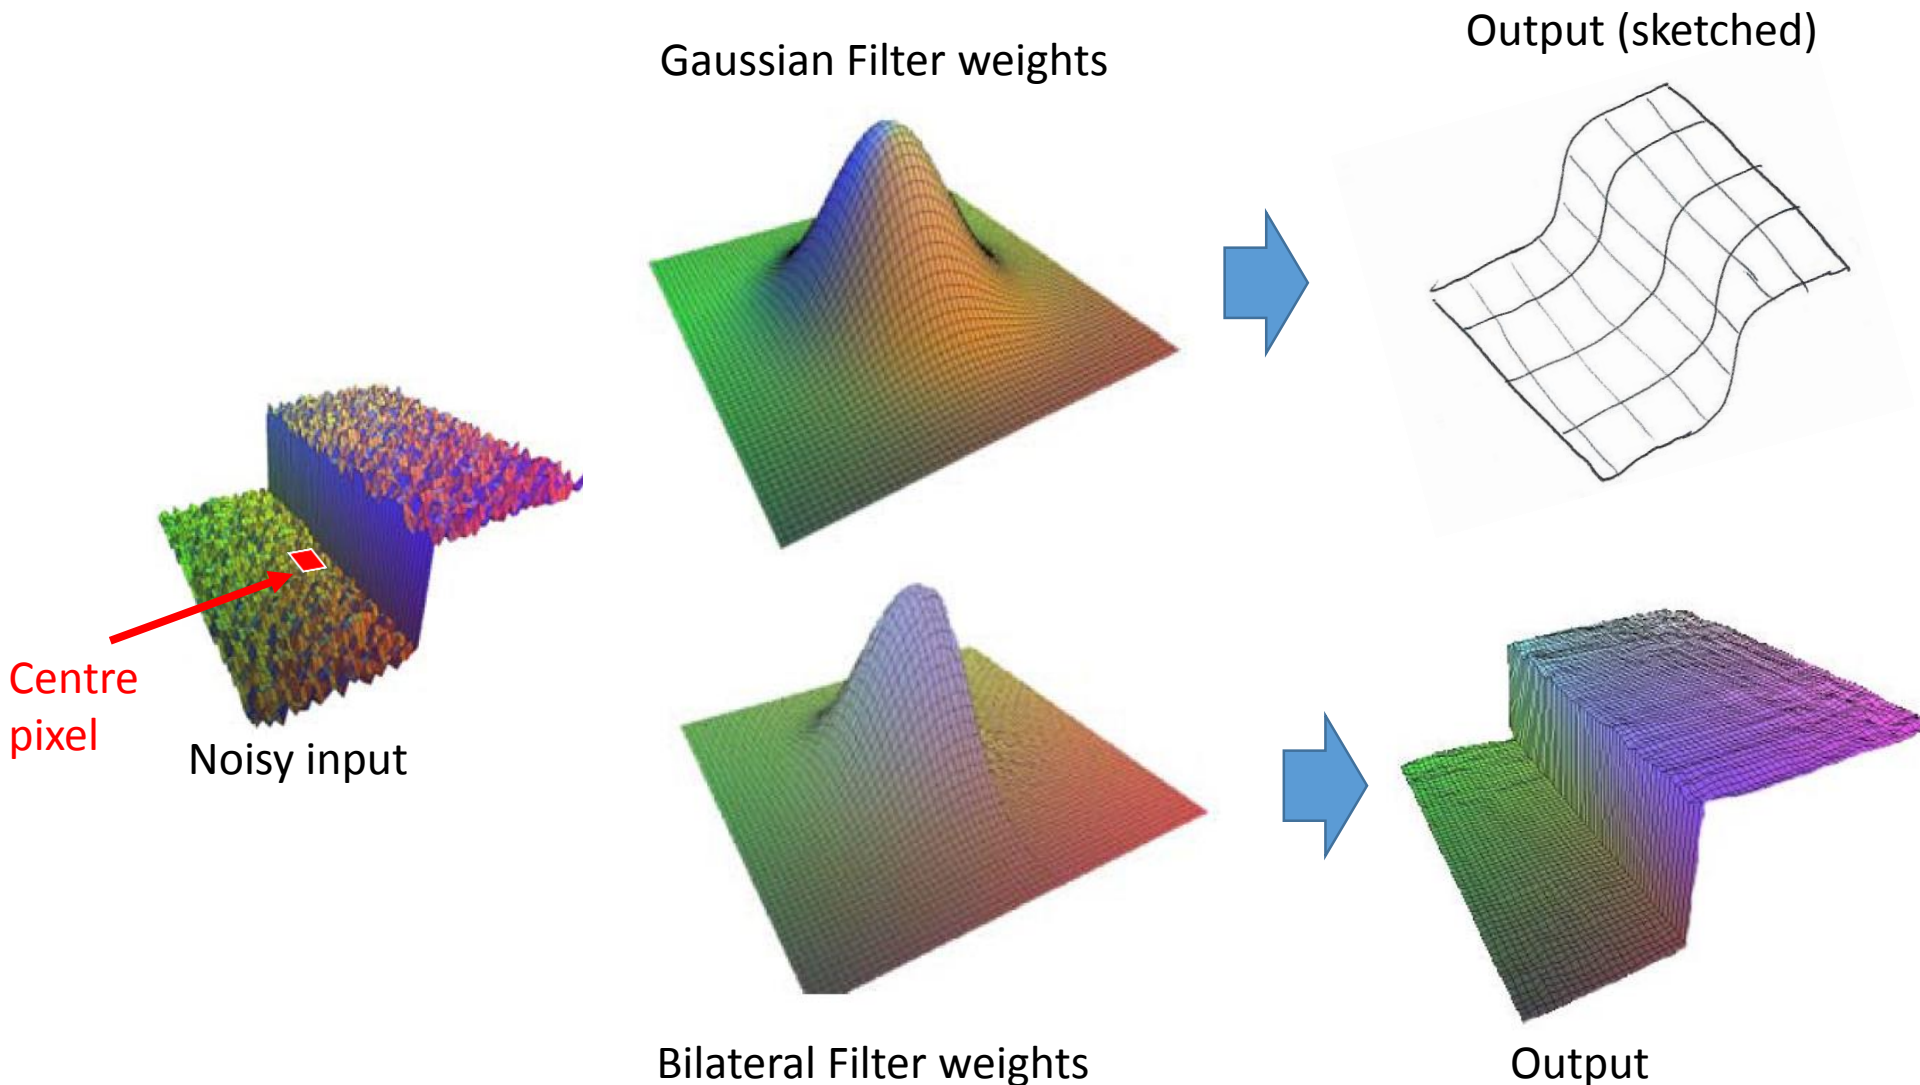 Output (sketched)
Gaussian Filter weights
Centre
pixel
Noisy input
Bilateral Filter weights
Output